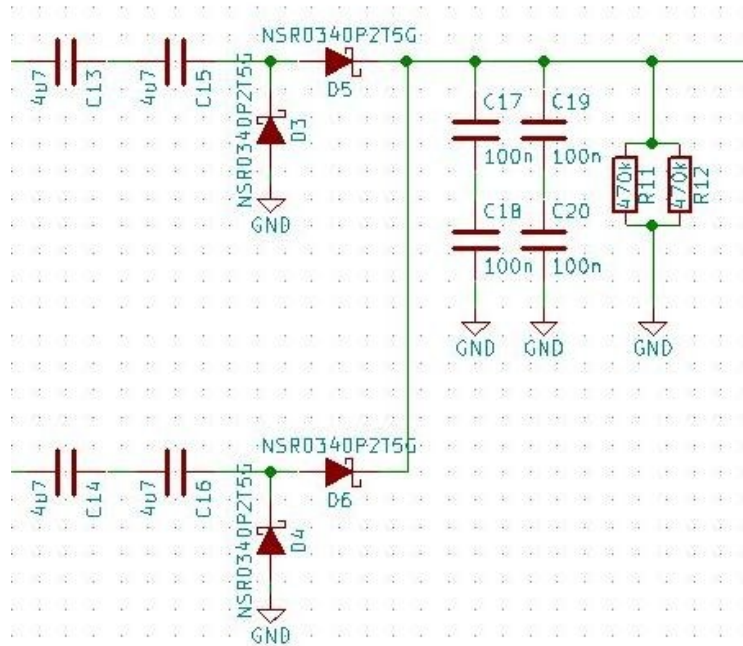 NSR0340P2T5G
4u7
C13
4u7
C15
D5
NSR0340P2T5G
D3
GND
C17
100n
C19
100n
C18
100n
C20
100n
470k
R11
470k
R12
GND
GND
GND
NSR0340P2T5G
4u7
C14
4u7
C16
D6
NSR0340P2T5G
D4
GND